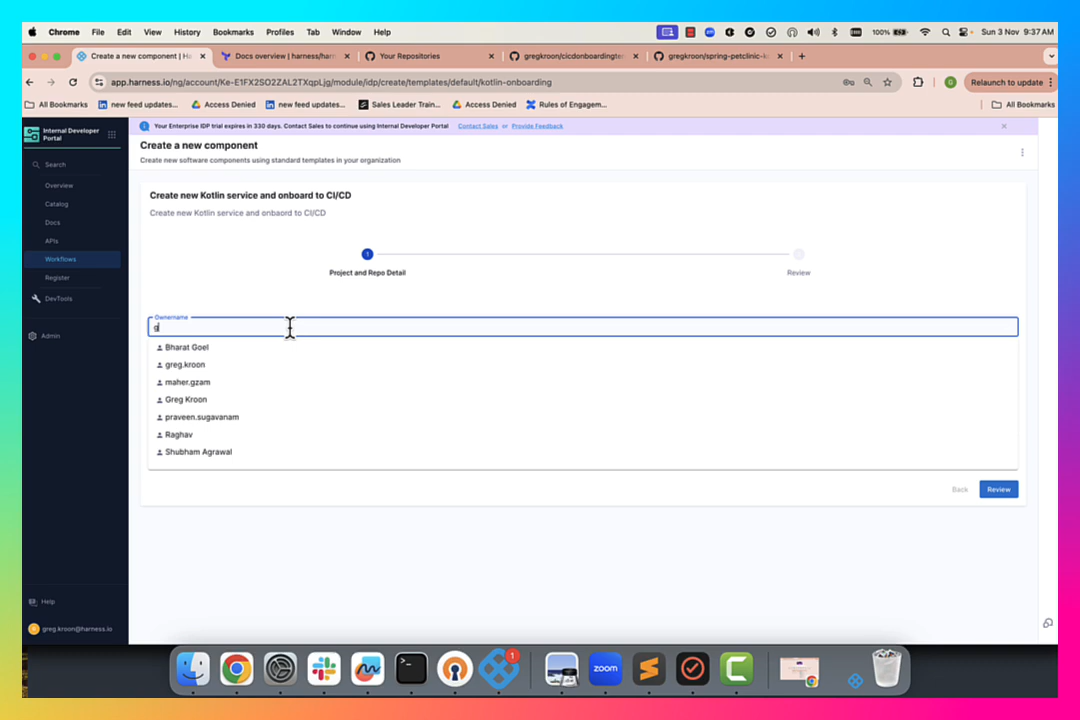 Chrome File Edit View History Bookmarks Profiles Tab Window Help 100% Sun 3 Nov 9:37 AM
Create a new component | Ha
Docs overview | harness/harn
Your Repositories
gregkroon/cicdonboardingter
gregkroon/spring-petclinic-k
app.harness.io/ng/account/Ke-E1FX2SO2ZAL2TXqpLjg/module/idp/create/templates/default/kotlin-onboarding
G
Relaunch to update
All Bookmarks
new feed updates...
Access Denied
new feed updates...
Sales Leader Train...
Access Denied
Rules of Engagem...
All Bookmarks
Internal Developer
Portal
Search
Overview
Catalog
Docs
APIs
Workflows
Register
DevTools
Admin
Help
greg.kroon@harness.io
Your Enterprise IDP trial expires in 330 days. Contact Sales to continue using Internal Developer Portal Contact Sales or Provide Feedback
Create a new component
Create new software components using standard templates in your organization
Create new Kotlin service and onboard to CI/CD
Create new Kotlin service and onbaord to CI/CD
1
Project and Repo Detail
Review
Ownername
g
Bharat Goel
greg.kroon
maher.gzam
Greg Kroon
praveen.sugavanam
Raghav
Shubham Agrawal
Back
Review
zoom
1